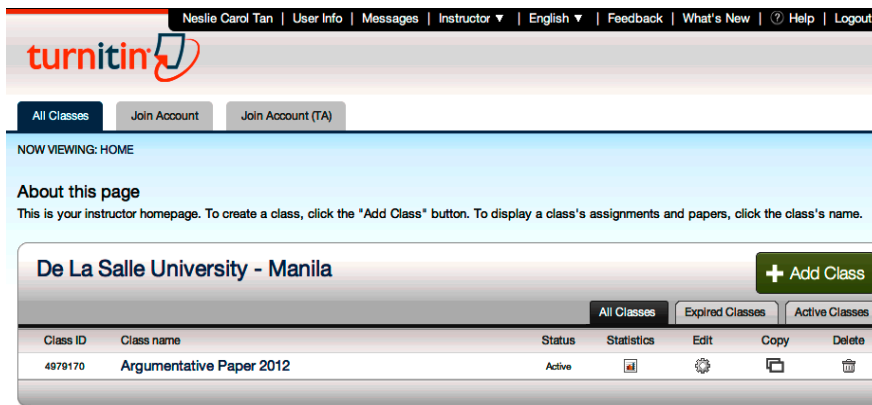 Neslie Carol Tan | User Info | Messages | Instructor ▼ | English ▼ | Feedback | What's New | ? Help | Logout
turnitin
All Classes Join Account Join Account (TA)
NOW VIEWING: HOME
About this page
This is your instructor homepage. To create a class, click the "Add Class" button. To display a class's assignments and papers, click the class's name.
De La Salle University - Manila
+ Add Class
All Classes Expired Classes Active Classes
Class ID Class name Status Statistics Edit Copy Delete
4979170 Argumentative Paper 2012 Active